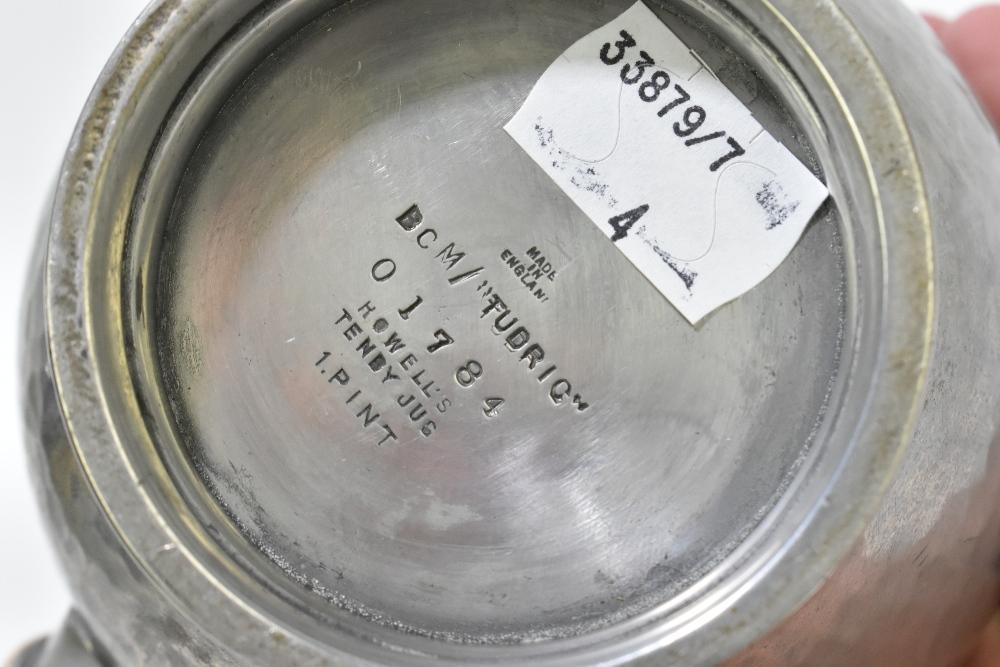 33879/7
4
MADE
IN
ENGLAND
BCM/"TUDRIC"
01784
HOWELL'S
TENBY JUG
1.PINT